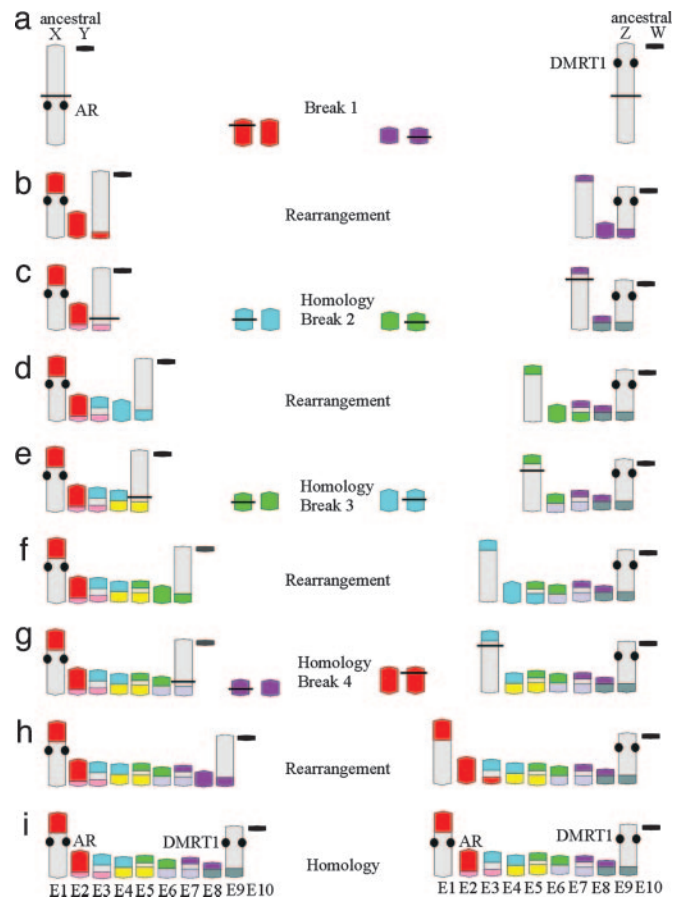 a
ancestral
X Y
AR
Break 1
ancestral
Z W
DMRT1
b
Rearrangement
c
Homology
Break 2
d
Rearrangement
e
Homology
Break 3
f
Rearrangement
g
Homology
Break 4
h
Rearrangement
i
AR DMRT1
Homology
AR DMRT1
E1 E2 E3 E4 E5 E6 E7 E8 E9 E10
E1 E2 E3 E4 E5 E6 E7 E8 E9 E10